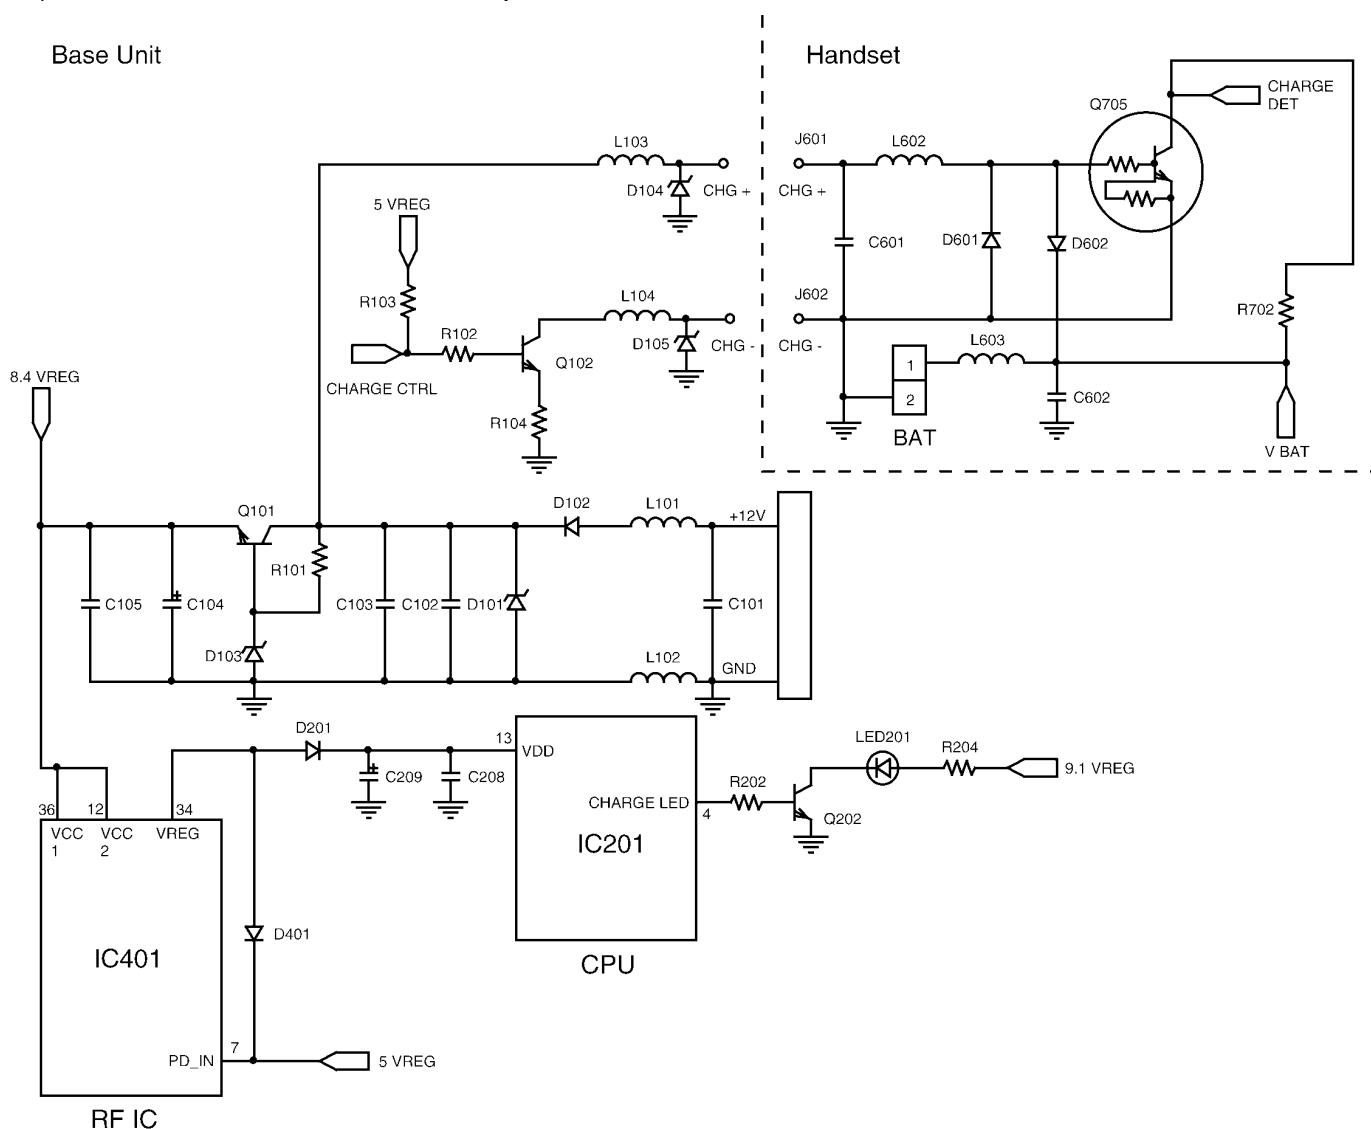 Base Unit
Handset
Q705
CHARGE
DET
J601
L602
L103
D104
CHG +
CHG +
5 VREG
C601
D601
D602
R103
L104
J602
R702
R102
D105
CHG -
CHG -
L603
Q102
8.4 VREG
CHARGE CTRL
1
2
C602
R104
BAT
V BAT
Q101
D102
L101
+12V
R101
C105
C104
C103
C102
D101
C101
D103
L102
GND
D201
13
VDD
LED201
R204
9.1 VREG
C209
C208
R202
36
12
34
CHARGE LED
4
Q202
VCC
1
VCC
2
VREG
IC201
D401
IC401
CPU
7
PD_IN
5 VREG
RF IC